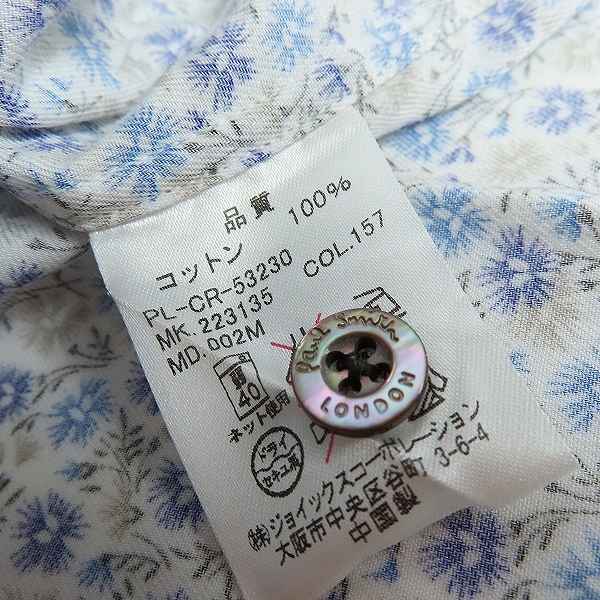 品質
コットン 100%
PL-CR-53230
MK.223135 COL.157
MD.002M
弱
40
ネット使用
ドライ
セキユ系
Paul Smith
LONDON
(株)ジョイックスコーポレーション
大阪市中央区谷町 3-6-4
中国製